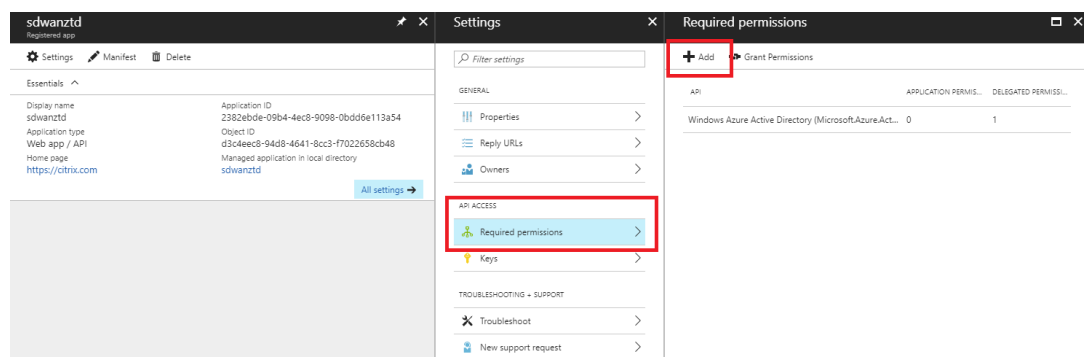 sdwanztd
Registered app
Settings Manifest Delete
Essentials
Display name
sdwanztd
Application type
Web app / API
Home page
https://citrix.com
Application ID
2382ebde-09b4-4ec8-9098-0bdd6e113a54
Object ID
d3c4eec8-94d8-4641-8cc3-f7022658cb48
Managed application in local directory
sdwanztd
All settings
Settings
Filter settings
GENERAL
Properties
Reply URLs
Owners
API ACCESS
Required permissions
Keys
TROUBLESHOOTING + SUPPORT
Troubleshoot
New support request
Required permissions
Add Grant Permissions
API APPLICATION PERMIS... DELEGATED PERMISSI...
Windows Azure Active Directory (Microsoft.Azure.Act... 0 1